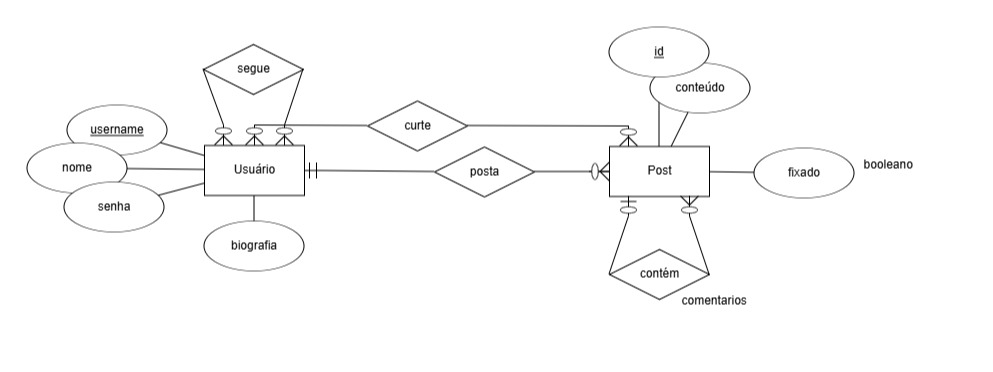 id
segue
conteúdo
curte
username
nome
Usuário
posta
Post
fixado
booleano
senha
biografia
contém
comentarios